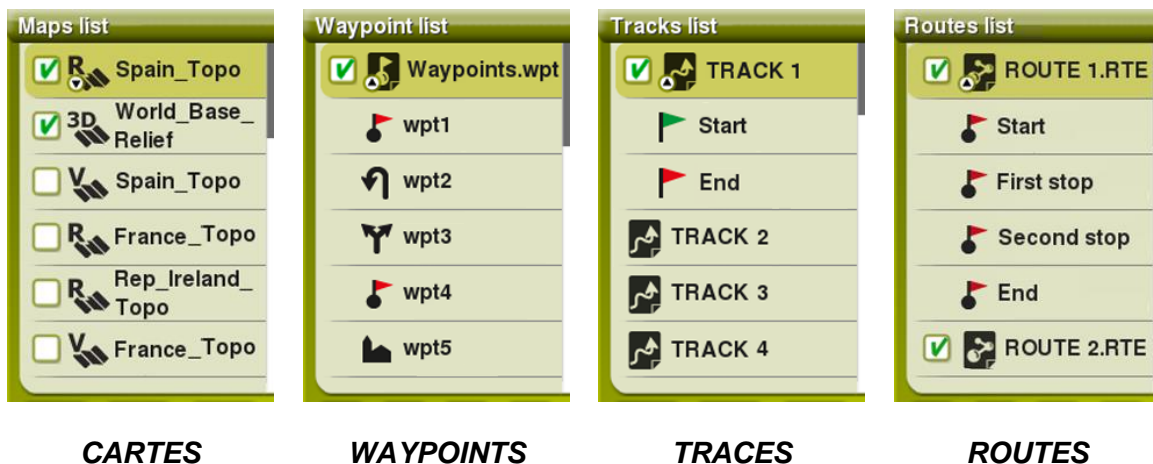 Maps list
R Spain_Topo
3D World_Base_
Relief
V Spain_Topo
R France_Topo
R Rep_Ireland_
Topo
V France_Topo
CARTES
Waypoint list
Waypoints.wpt
wpt1
wpt2
wpt3
wpt4
wpt5
WAYPOINTS
Tracks list
TRACK 1
Start
End
TRACK 2
TRACK 3
TRACK 4
TRACES
Routes list
ROUTE 1.RTE
Start
First stop
Second stop
End
ROUTE 2.RTE
ROUTES